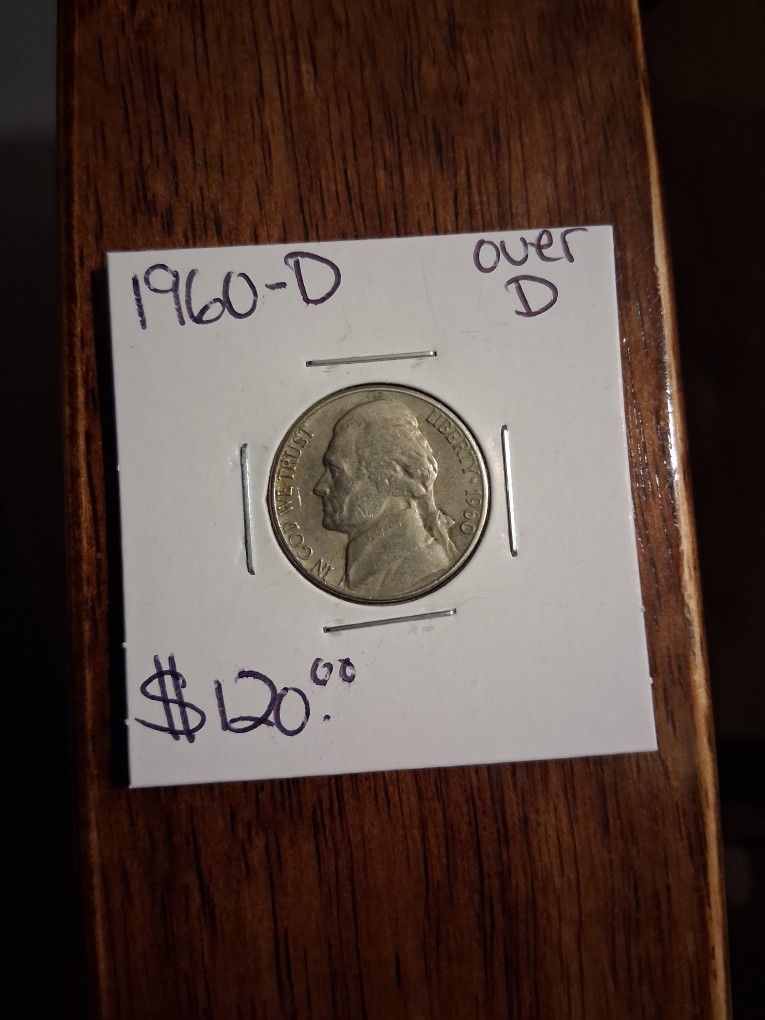 1960-D
over
D
IN GOD WE TRUST
LIBERTY • 1960
$120.00